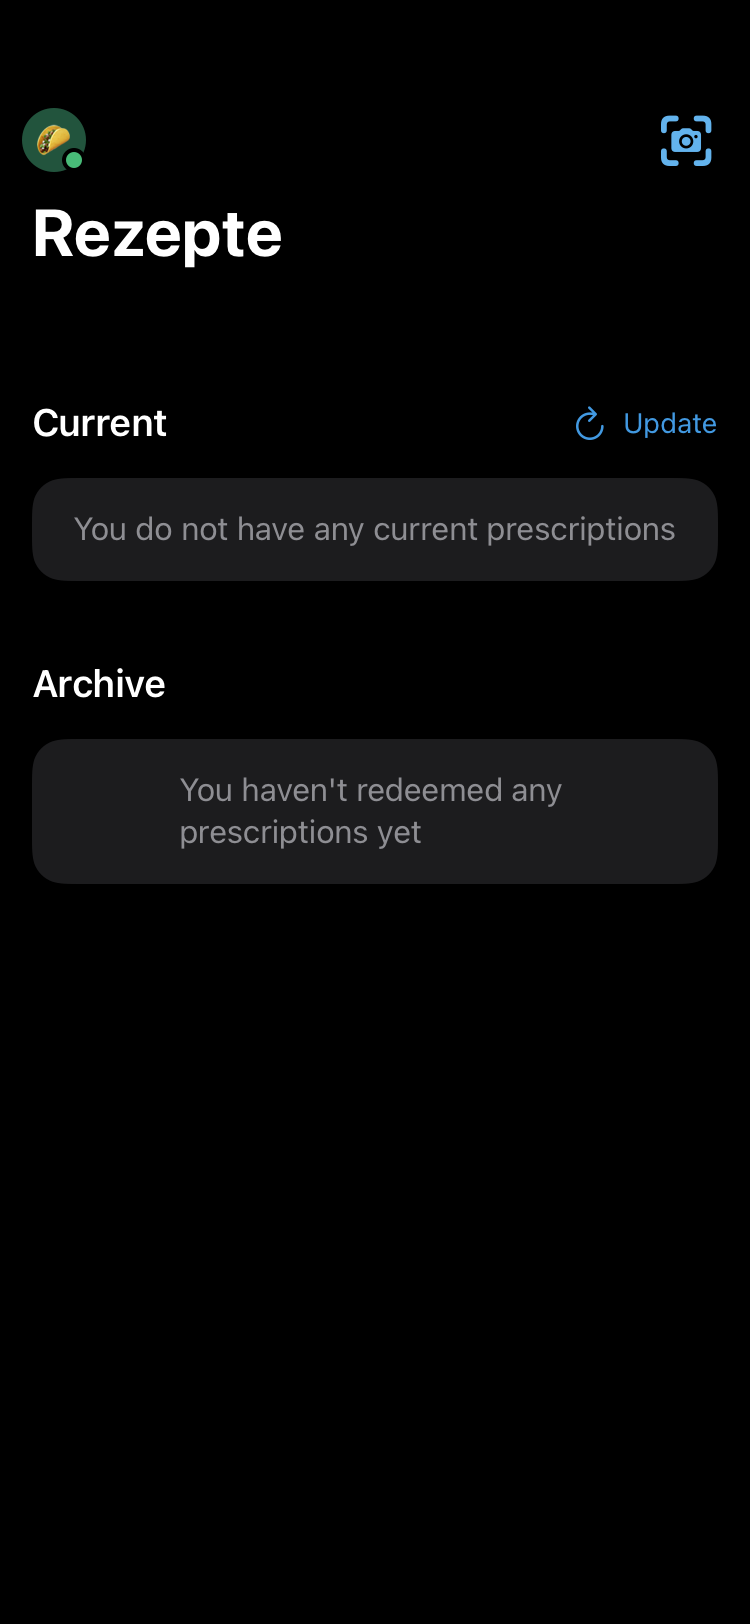 Rezepte
Current
Update
You do not have any current prescriptions
Archive
You haven't redeemed any
prescriptions yet